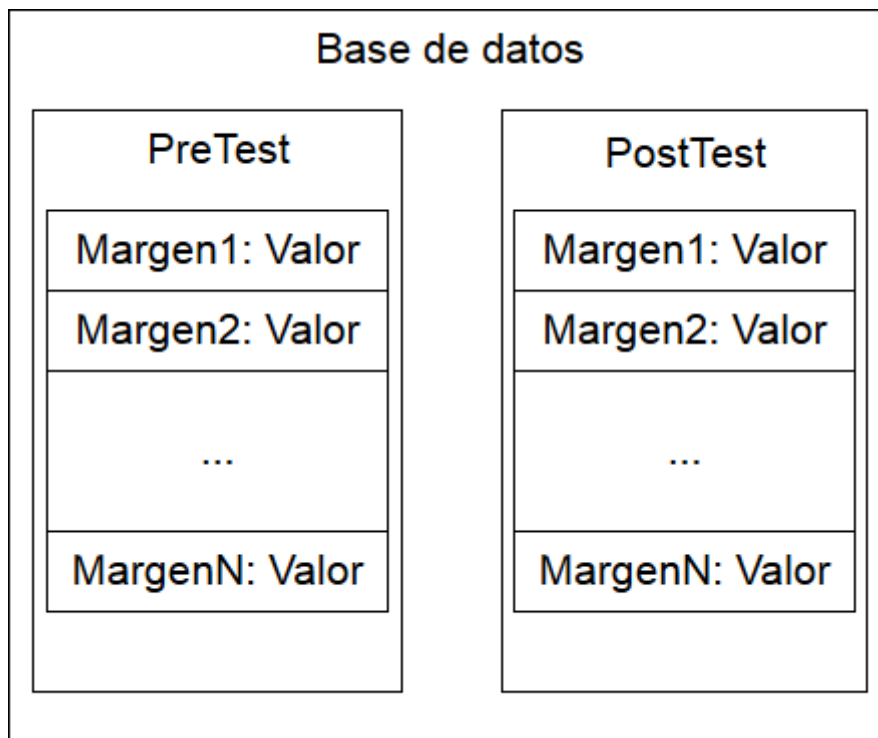 Base de datos
PreTest
Margen1: Valor
Margen2: Valor
...
MargenN: Valor
PostTest
Margen1: Valor
Margen2: Valor
...
MargenN: Valor